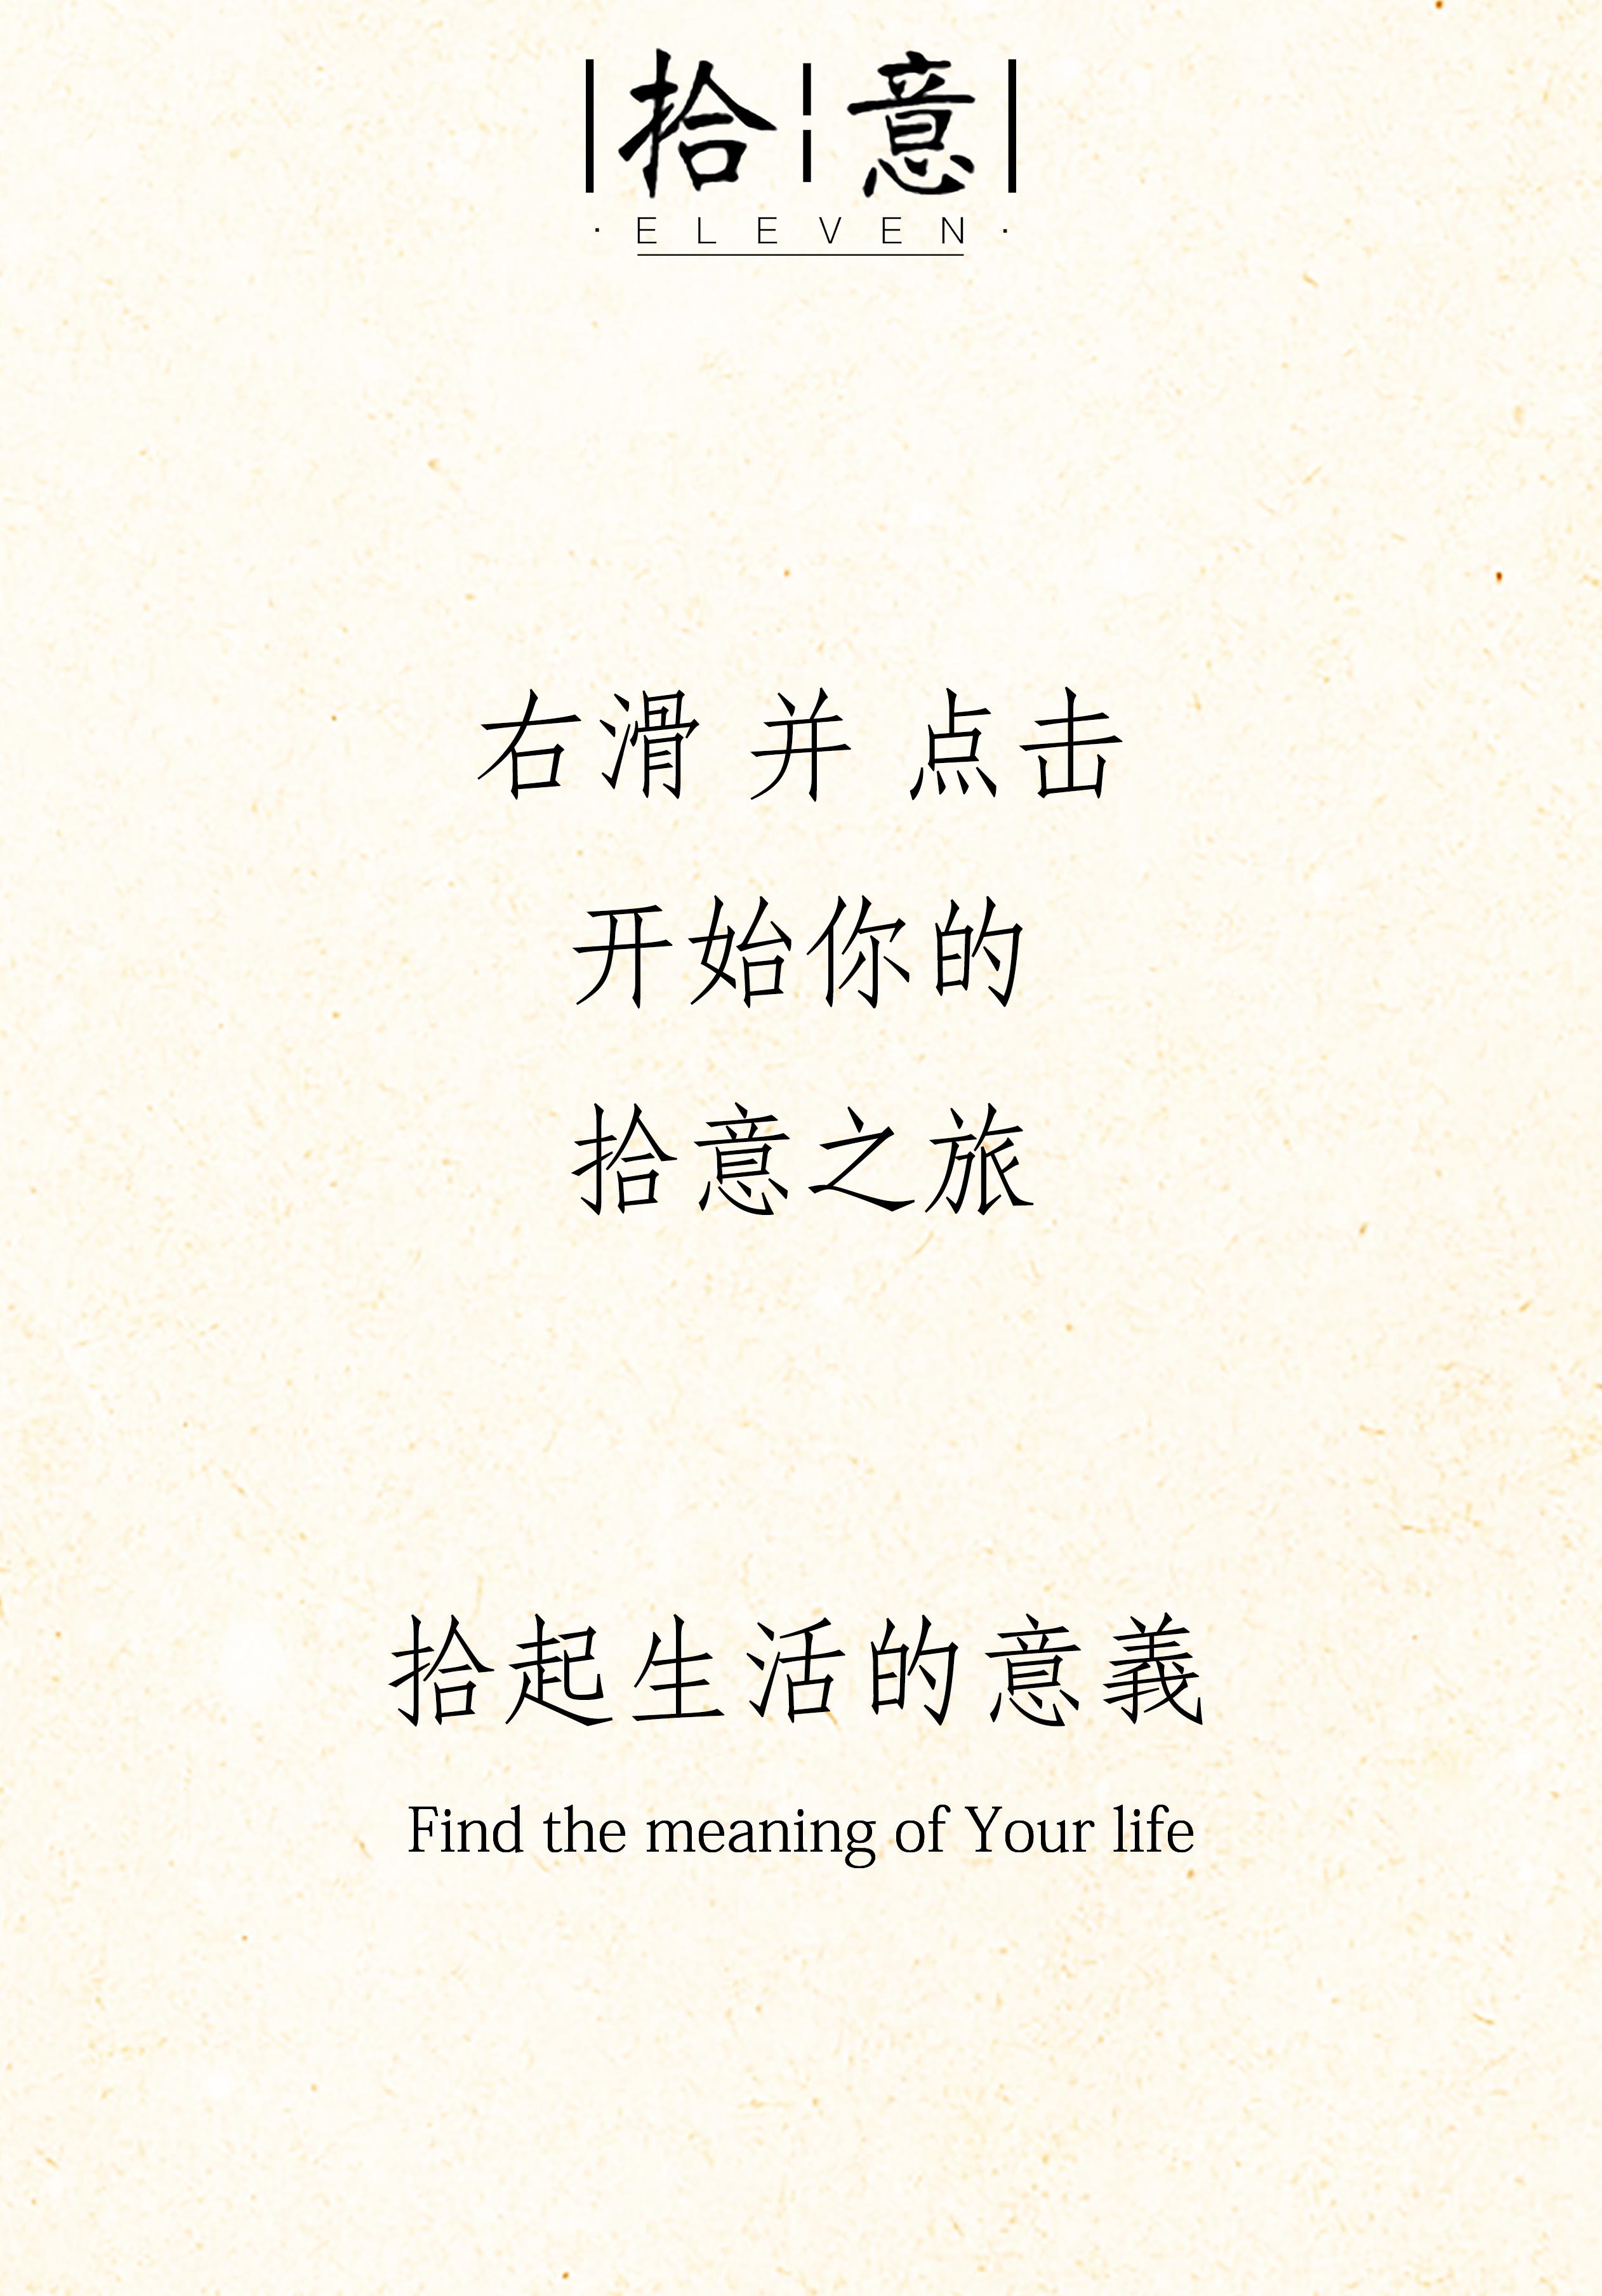 拾意
· ELEVEN ·
右滑 并 点击
开始你的
拾意之旅
拾起生活的意義
Find the meaning of Your life